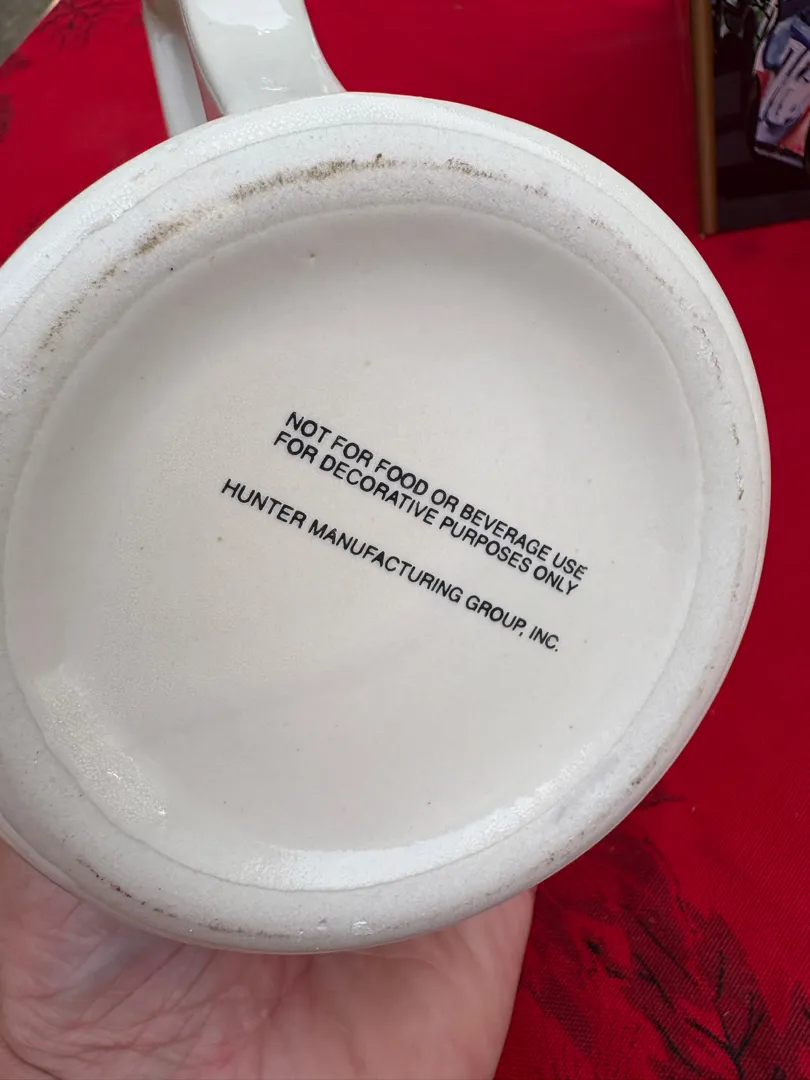 NOT FOR FOOD OR BEVERAGE USE
FOR DECORATIVE PURPOSES ONLY
HUNTER MANUFACTURING GROUP, INC.